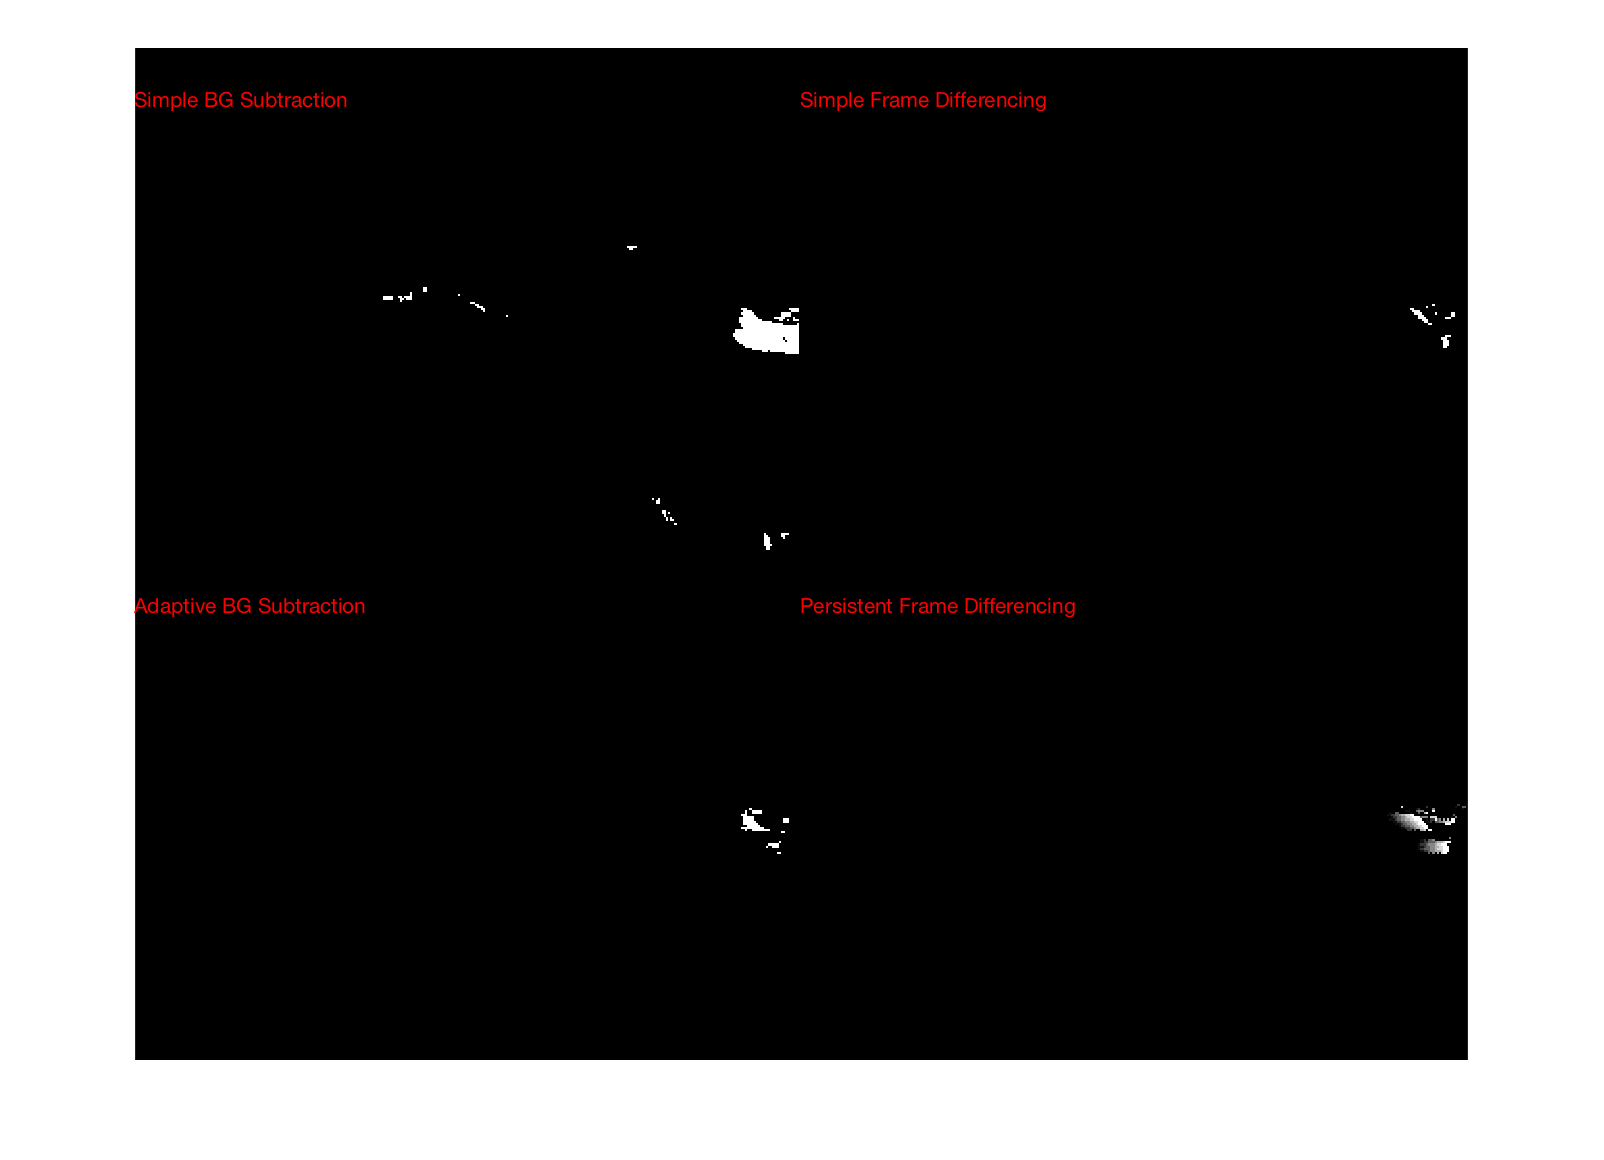 Simple BG Subtraction
Simple Frame Differencing
Adaptive BG Subtraction
Persistent Frame Differencing